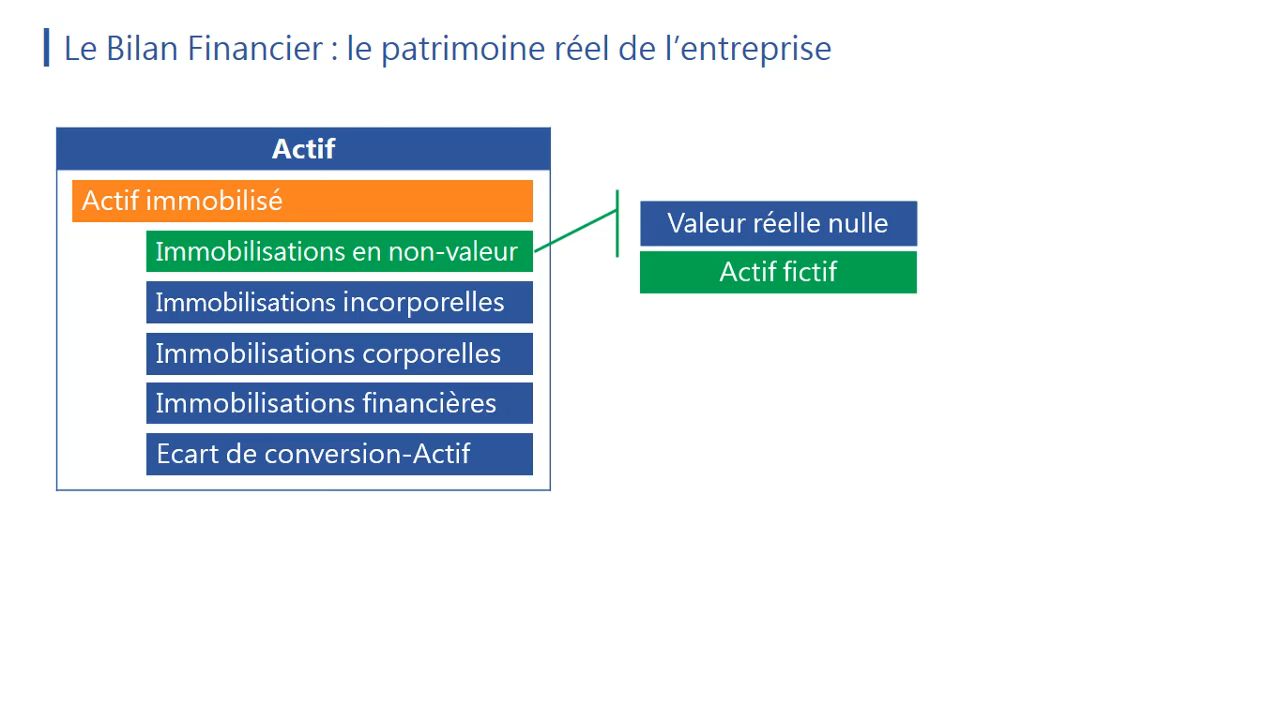 Le Bilan Financier : le patrimoine réel de l’entreprise
Actif
Actif immobilisé
Immobilisations en non-valeur
Immobilisations incorporelles
Immobilisations corporelles
Immobilisations financières
Ecart de conversion-Actif
Valeur réelle nulle
Actif fictif